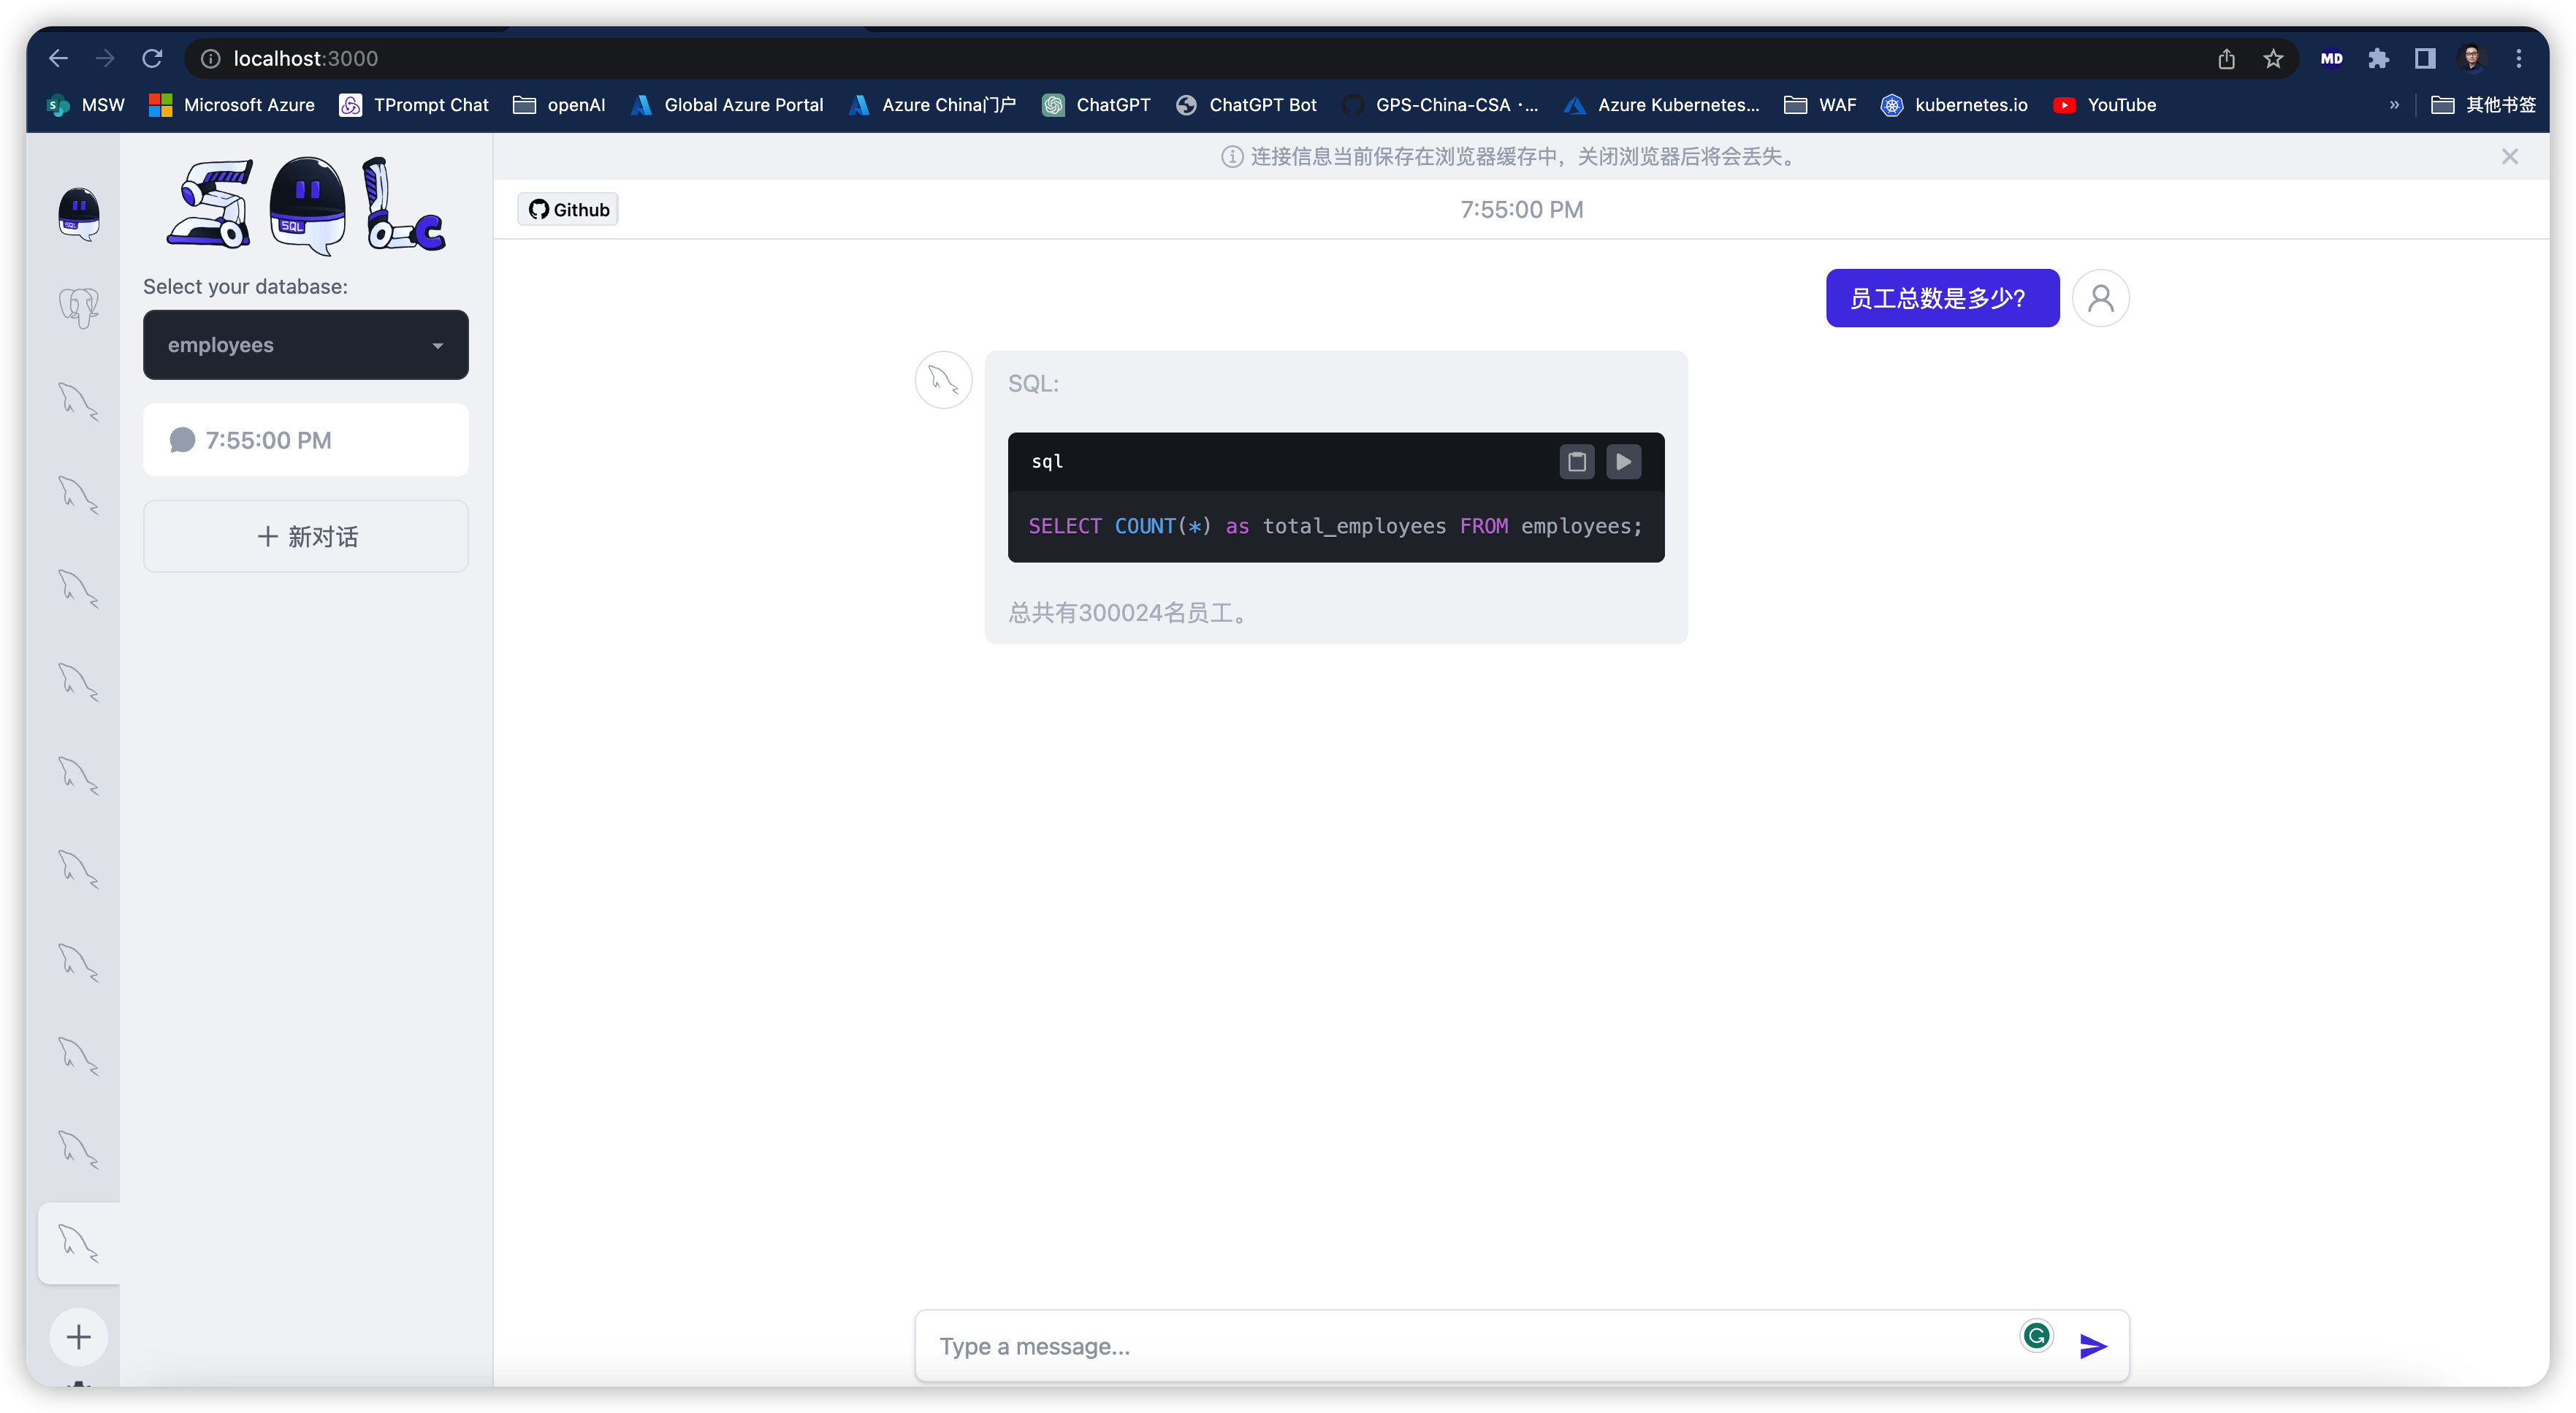 localhost:3000
MD
MSW
Microsoft Azure
TPrompt Chat
openAI
Global Azure Portal
Azure China门户
ChatGPT
ChatGPT Bot
GPS-China-CSA ·...
Azure Kubernetes...
WAF
kubernetes.io
YouTube
»
其他书签
SQL
SQLC
SQL
连接信息当前保存在浏览器缓存中，关闭浏览器后将会丢失。
Github
7:55:00 PM
Select your database:
employees
7:55:00 PM
+ 新对话
员工总数是多少？
SQL:
sql
SELECT COUNT(*) as total_employees FROM employees;
总共有300024名员工。
Type a message...